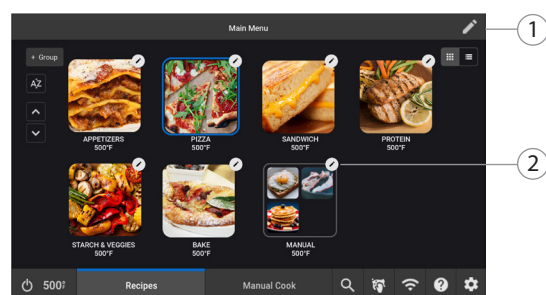 Main Menu
1
+ Group
AZ
APPETIZERS
500°F
PIZZA
500°F
SANDWICH
500°F
PROTEIN
500°F
2
STARCH & VEGGIES
500°F
BAKE
500°F
MANUAL
500°F
500°F
Recipes
Manual Cook
?